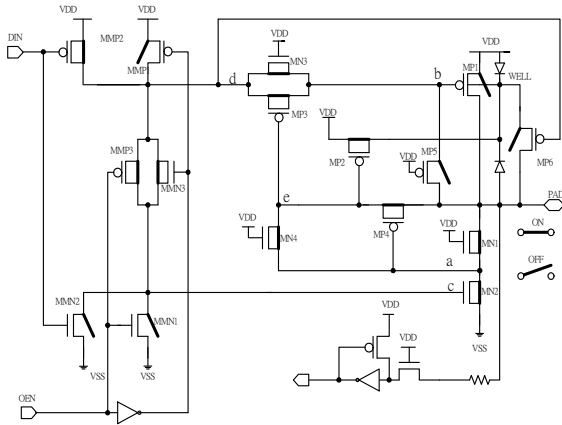 VDD
VDD
VDD
VDD
DIN
MMP2
MMP1
MN3
MP1
WELL
d
b
MP3
VDD
MP2
VDD
MP5
MP6
MMP3
MMN3
e
PAD
VDD
MN4
MP4
VDD
MN1
ON
a
OFF
c
MN2
MMN2
MMN1
VSS
VSS
VSS
VDD
VDD
OEN